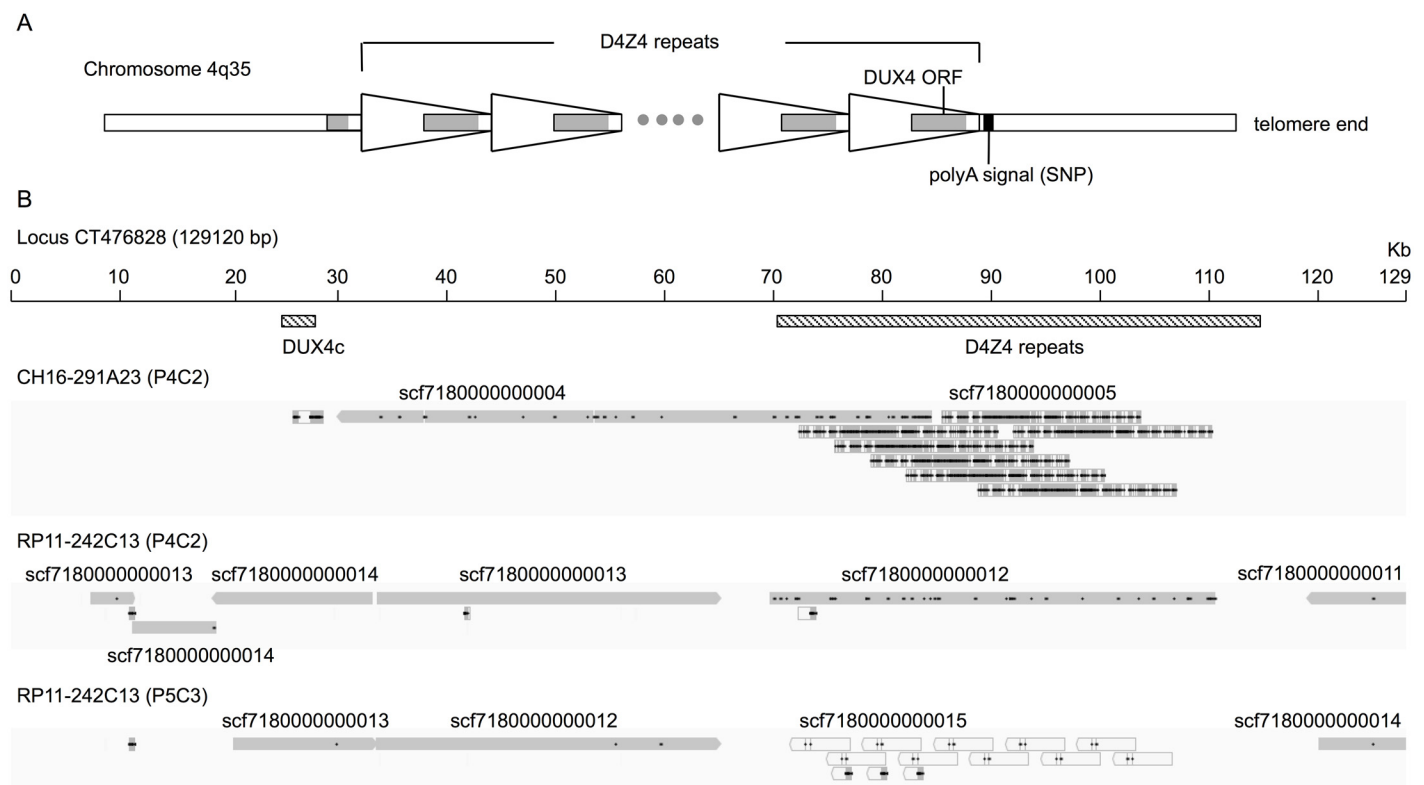 A
D4Z4 repeats
Chromosome 4q35
DUX4 ORF
telomere end
polyA signal (SNP)
B
Locus CT476828 (129120 bp)
Kb
0 10 20 30 40 50 60 70 80 90 100 110 120 129
DUX4c
D4Z4 repeats
CH16-291A23 (P4C2)
scf7180000000004 scf7180000000005
RP11-242C13 (P4C2)
scf7180000000013 scf7180000000014 scf7180000000013 scf7180000000012 scf7180000000011
scf7180000000014
RP11-242C13 (P5C3)
scf7180000000013 scf7180000000012 scf7180000000015 scf7180000000014